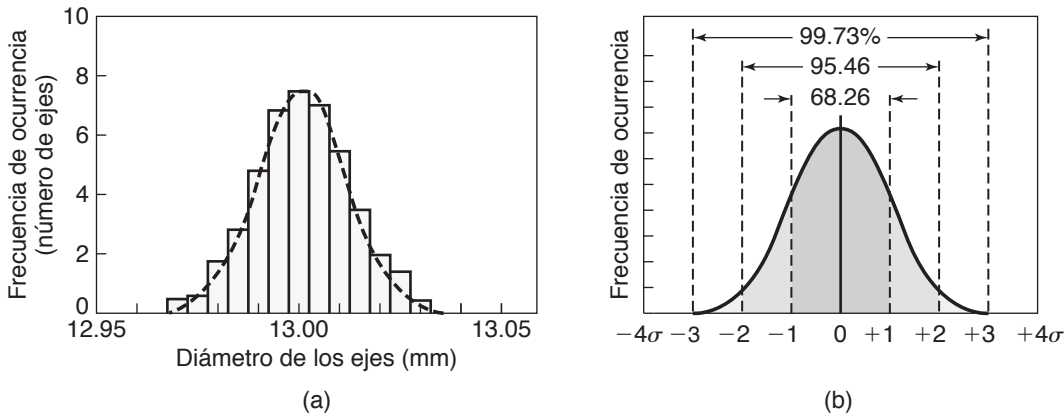 Frecuencia de ocurrencia
(número de ejes)
10
8
6
4
2
0
12.95
13.00
13.05
Diámetro de los ejes (mm)
(a)
Frecuencia de ocurrencia
99.73%
95.46
68.26
−4σ −3 −2 −1 0 +1 +2 +3 +4σ
(b)